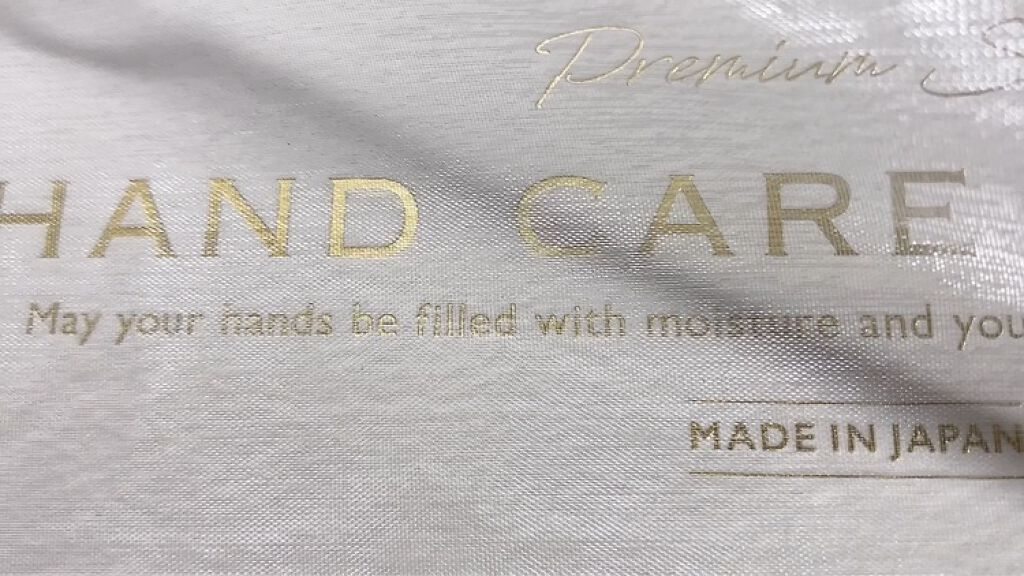 Premium
HAND CARE
May your hands be filled with moisture and you
MADE IN JAPAN